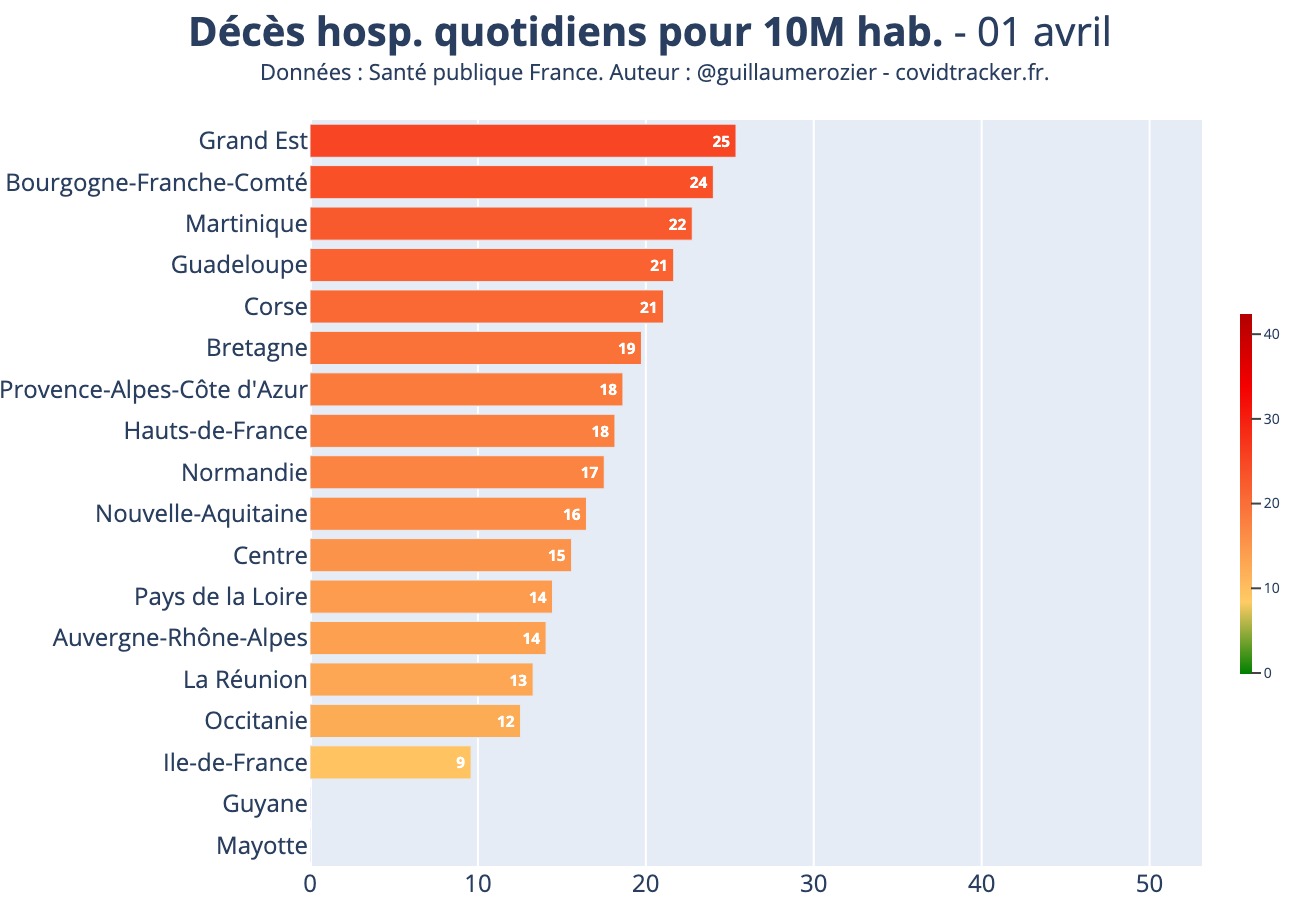 Décès hosp. quotidiens pour 10M hab. - 01 avril
Données : Santé publique France. Auteur : @guillaumerozier - covidtracker.fr.
Grand Est 25
Bourgogne-Franche-Comté 24
Martinique 22
Guadeloupe 21
Corse 21
Bretagne 19
Provence-Alpes-Côte d'Azur 18
Hauts-de-France 18
Normandie 17
Nouvelle-Aquitaine 16
Centre 15
Pays de la Loire 14
Auvergne-Rhône-Alpes 14
La Réunion 13
Occitanie 12
Ile-de-France 9
Guyane
Mayotte
0 10 20 30 40 50
40
30
20
10
0